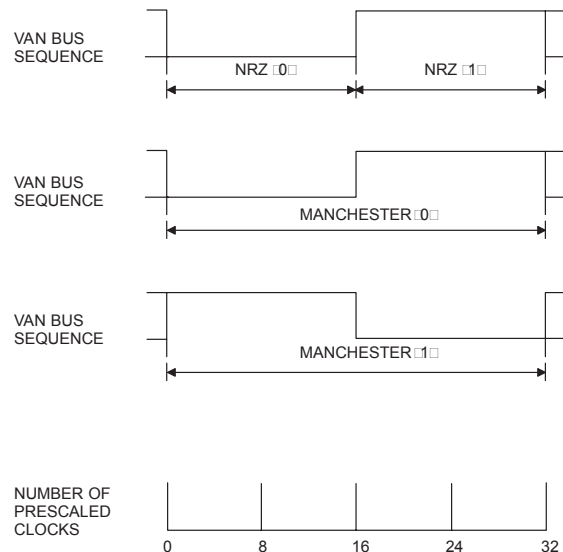 VAN BUS
SEQUENCE
NRZ □0□
NRZ □1□
VAN BUS
SEQUENCE
MANCHESTER □0□
VAN BUS
SEQUENCE
MANCHESTER □1□
NUMBER OF
PRESCALED
CLOCKS
0 8 16 24 32